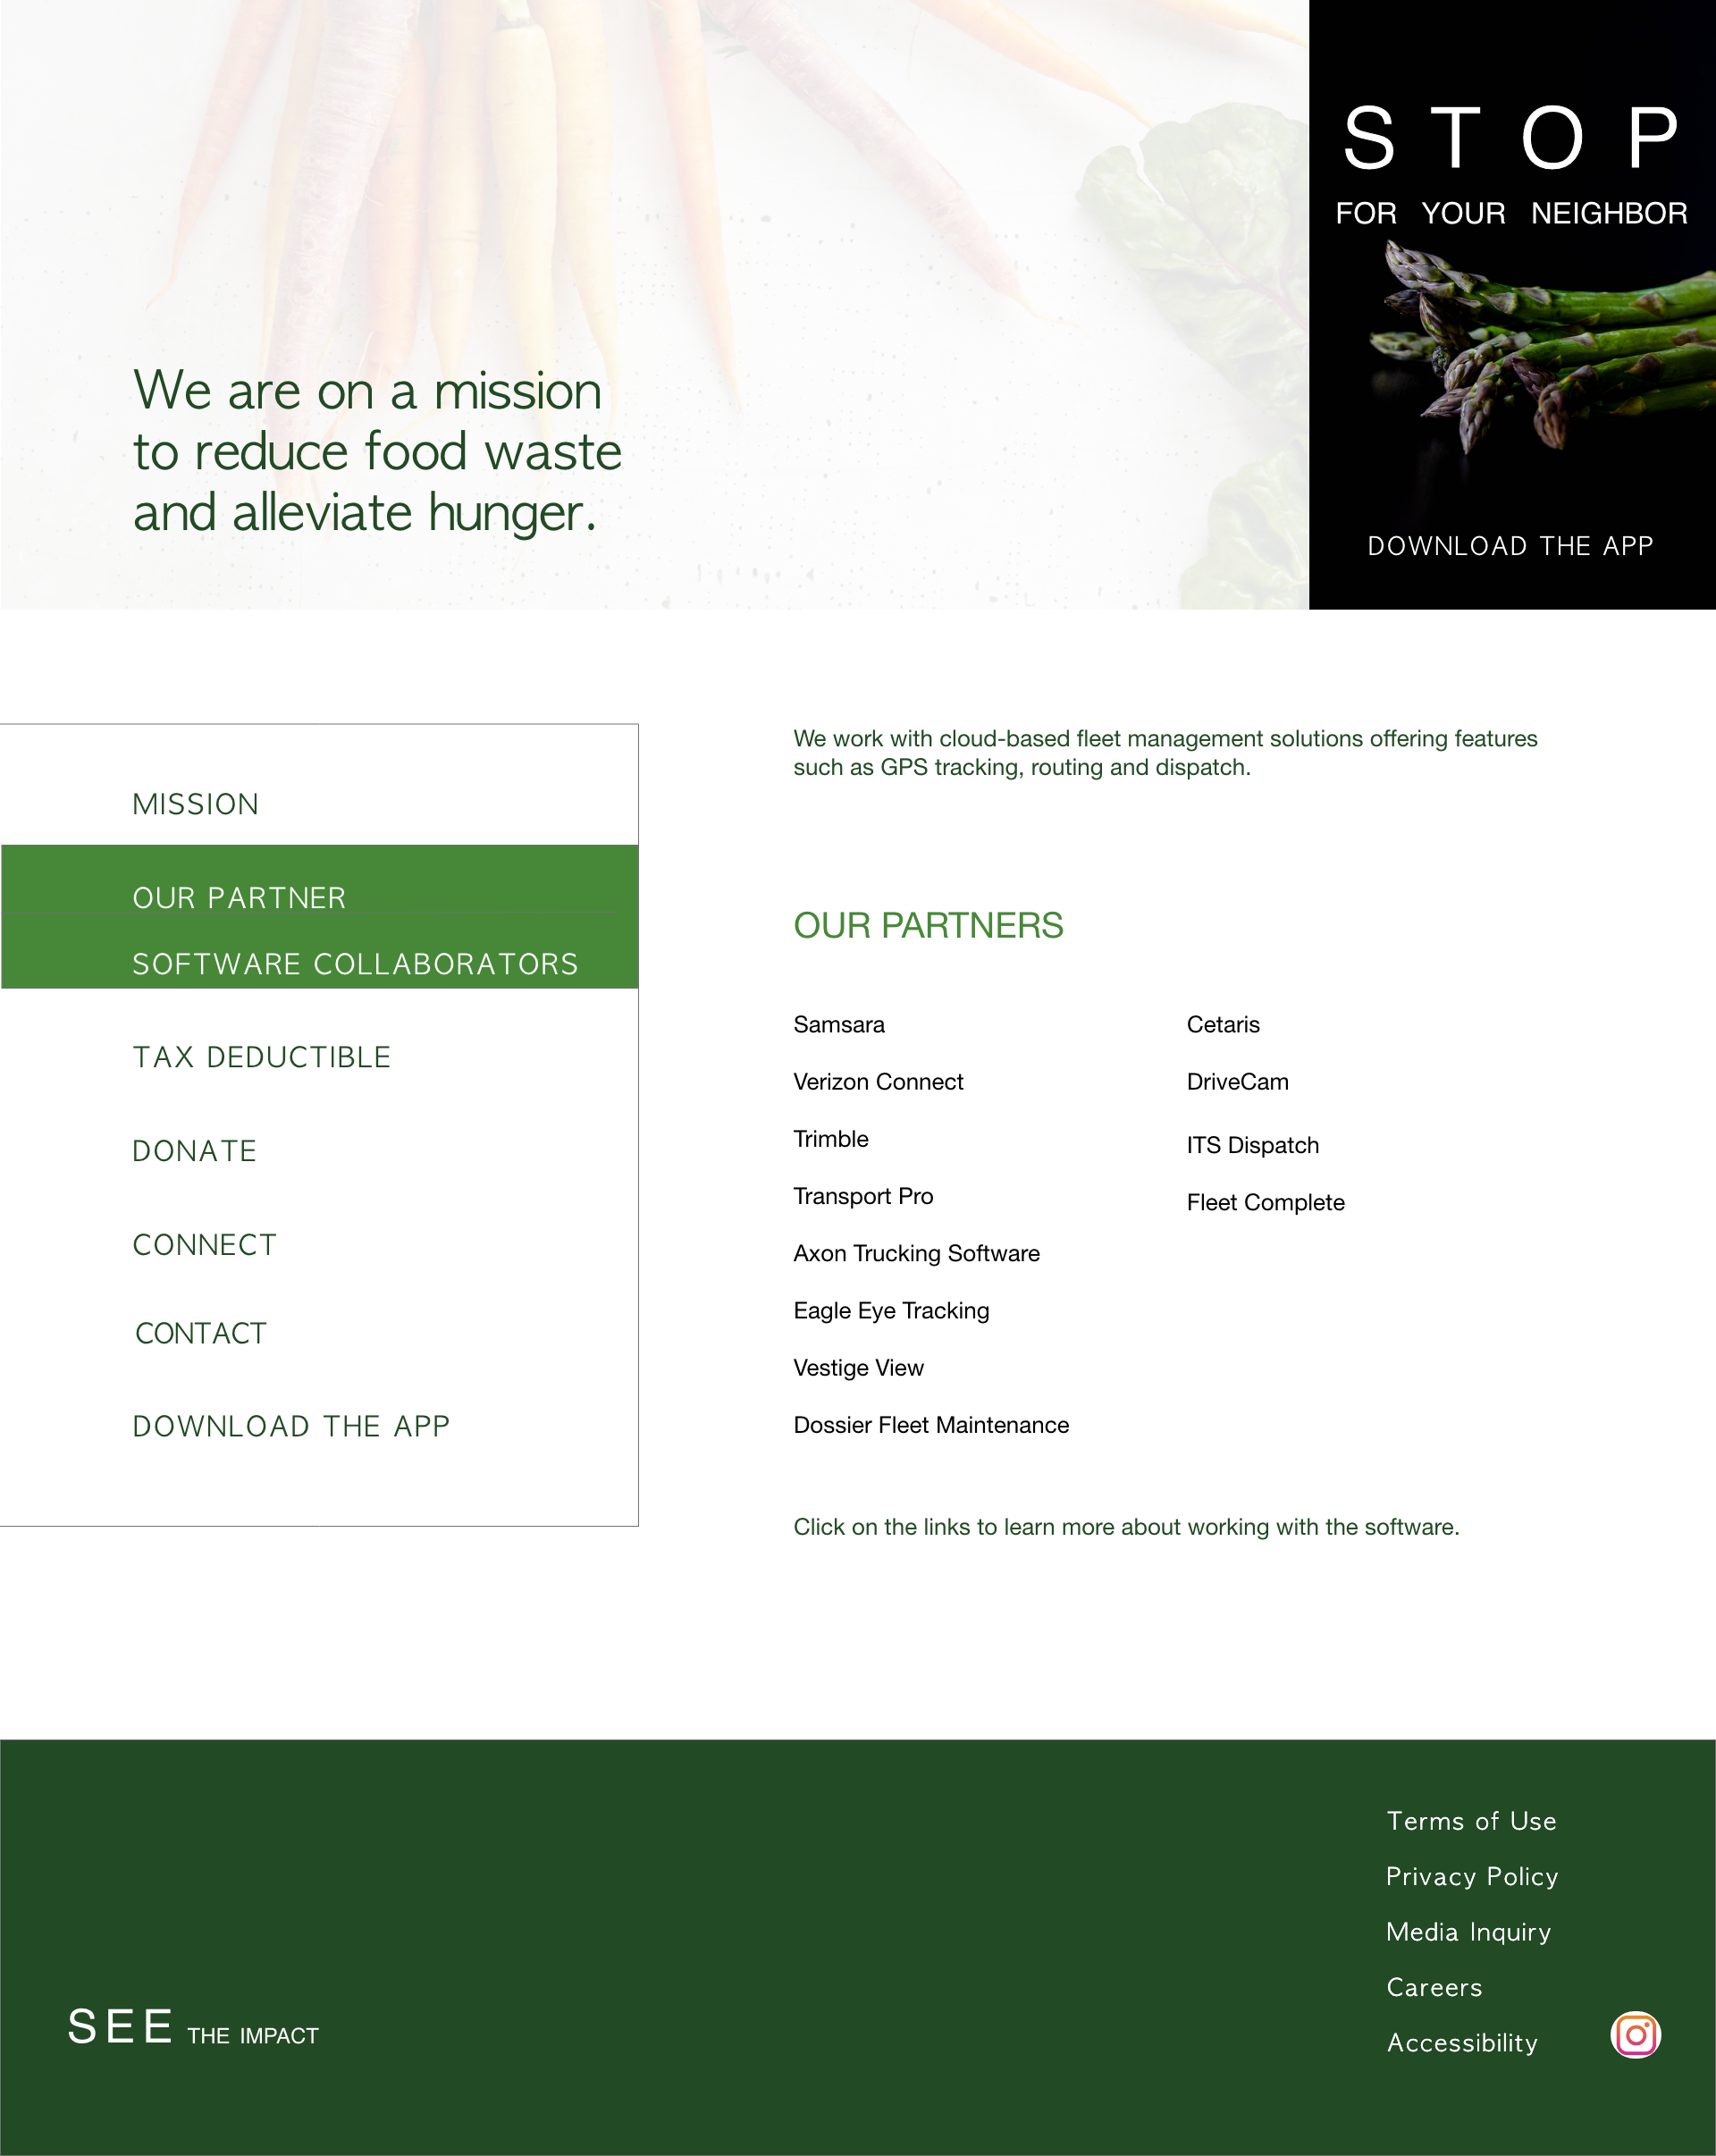 STOP
FOR YOUR NEIGHBOR
We are on a mission
to reduce food waste
and alleviate hunger.
DOWNLOAD THE APP
MISSION
OUR PARTNER
SOFTWARE COLLABORATORS
TAX DEDUCTIBLE
DONATE
CONNECT
CONTACT
DOWNLOAD THE APP
We work with cloud-based fleet management solutions offering features
such as GPS tracking, routing and dispatch.
OUR PARTNERS
Samsara
Verizon Connect
Trimble
Transport Pro
Axon Trucking Software
Eagle Eye Tracking
Vestige View
Dossier Fleet Maintenance
Cetaris
DriveCam
ITS Dispatch
Fleet Complete
Click on the links to learn more about working with the software.
SEE THE IMPACT
Terms of Use
Privacy Policy
Media Inquiry
Careers
Accessibility